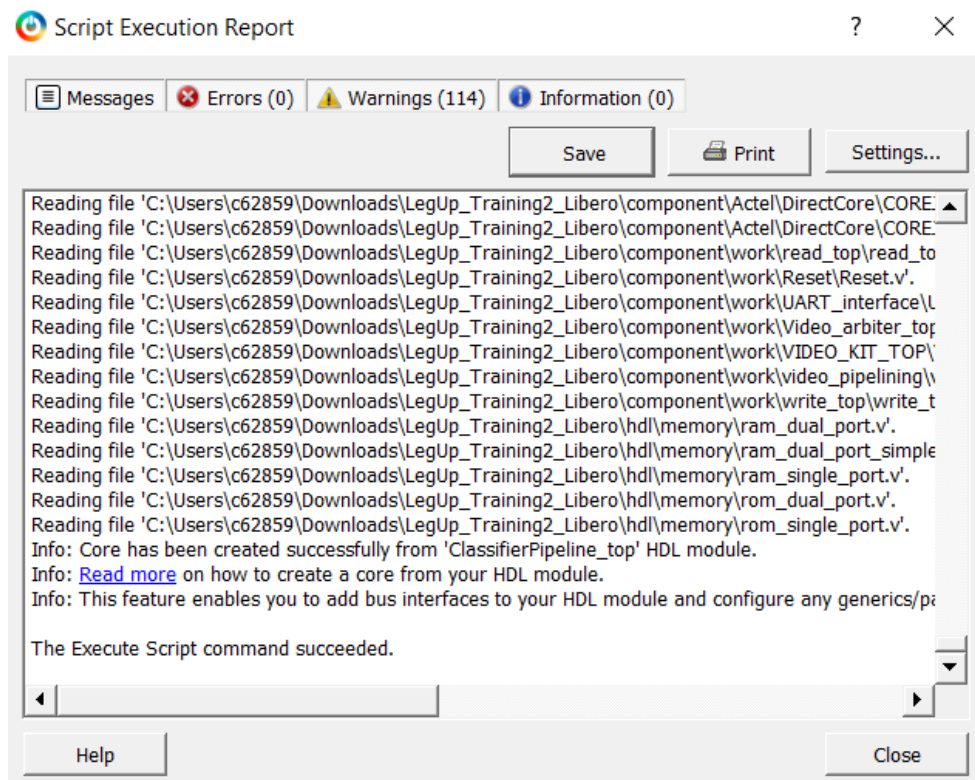 Script Execution Report
?
Messages
Errors (0)
Warnings (114)
Information (0)
Save
Print
Settings...
Reading file 'C:\Users\c62859\Downloads\LegUp_Training2_Libero\component\Actel\DirectCore\CORE
Reading file 'C:\Users\c62859\Downloads\LegUp_Training2_Libero\component\Actel\DirectCore\CORE
Reading file 'C:\Users\c62859\Downloads\LegUp_Training2_Libero\component\work\read_top\read_to
Reading file 'C:\Users\c62859\Downloads\LegUp_Training2_Libero\component\work\Reset\Reset.v'.
Reading file 'C:\Users\c62859\Downloads\LegUp_Training2_Libero\component\work\UART_interface\U
Reading file 'C:\Users\c62859\Downloads\LegUp_Training2_Libero\component\work\Video_arbiter_top
Reading file 'C:\Users\c62859\Downloads\LegUp_Training2_Libero\component\work\VIDEO_KIT_TOP\
Reading file 'C:\Users\c62859\Downloads\LegUp_Training2_Libero\component\work\video_pipelining\v
Reading file 'C:\Users\c62859\Downloads\LegUp_Training2_Libero\component\work\write_top\write_t
Reading file 'C:\Users\c62859\Downloads\LegUp_Training2_Libero\hdl\memory\ram_dual_port.v'.
Reading file 'C:\Users\c62859\Downloads\LegUp_Training2_Libero\hdl\memory\ram_dual_port_simple
Reading file 'C:\Users\c62859\Downloads\LegUp_Training2_Libero\hdl\memory\ram_single_port.v'.
Reading file 'C:\Users\c62859\Downloads\LegUp_Training2_Libero\hdl\memory\rom_dual_port.v'.
Reading file 'C:\Users\c62859\Downloads\LegUp_Training2_Libero\hdl\memory\rom_single_port.v'.
Info: Core has been created successfully from 'ClassifierPipeline_top' HDL module.
Info: Read more on how to create a core from your HDL module.
Info: This feature enables you to add bus interfaces to your HDL module and configure any generics/pa
The Execute Script command succeeded.
Help
Close